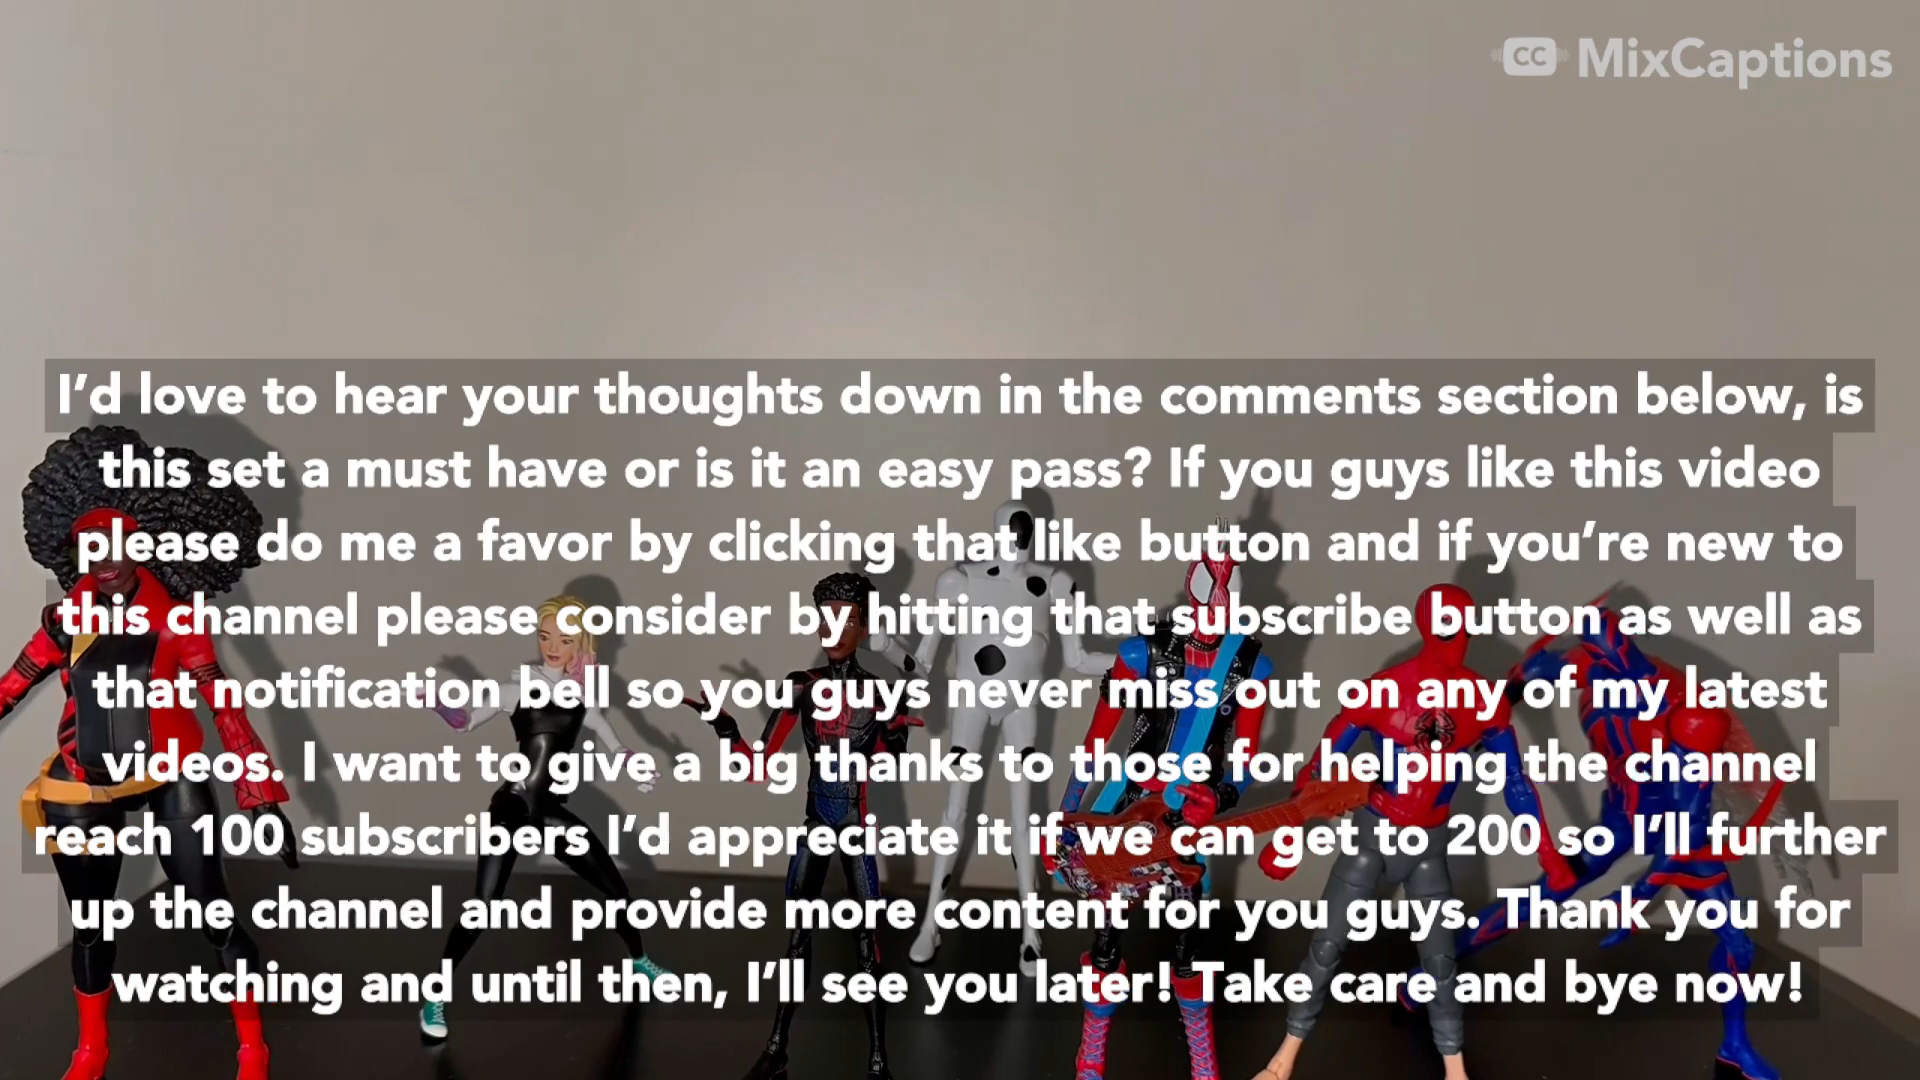 CC MixCaptions
I’d love to hear your thoughts down in the comments section below, is
this set a must have or is it an easy pass? If you guys like this video
please do me a favor by clicking that like button and if you’re new to
this channel please consider by hitting that subscribe button as well as
that notification bell so you guys never miss out on any of my latest
videos. I want to give a big thanks to those for helping the channel
reach 100 subscribers I’d appreciate it if we can get to 200 so I’ll further
up the channel and provide more content for you guys. Thank you for
watching and until then, I’ll see you later! Take care and bye now!